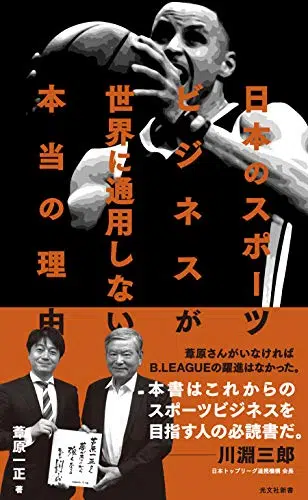 日本のスポーツ
ビジネスが
世界に通用しない
本当の理由
葦原さんがいなければ
B.LEAGUEの躍進はなかった。
本書はこれからの
スポーツビジネスを
目指す人の必読書だ。
川淵三郎
日本トップリーグ連携機構 会長
葦原一正 著
光文社新書